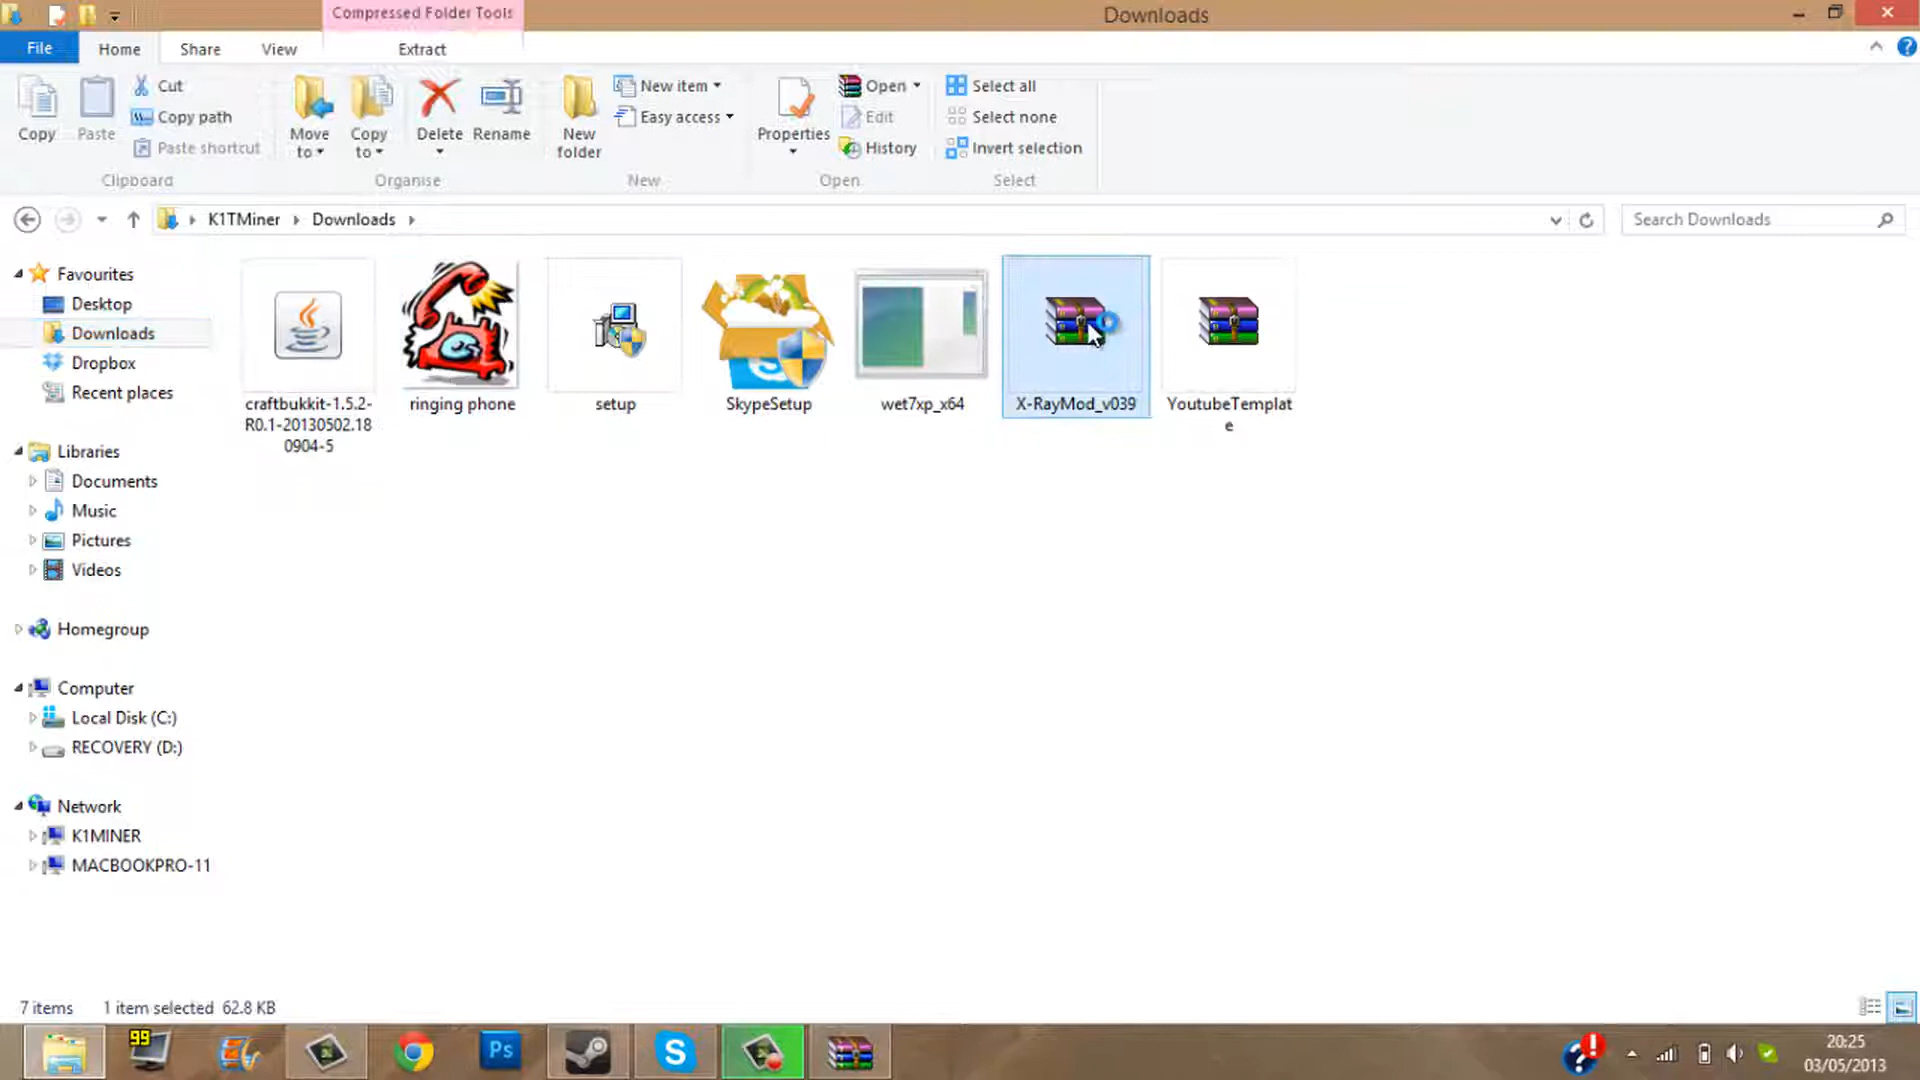 Compressed Folder Tools
Downloads
File
Home
Share
View
Extract
Copy
Paste
Cut
Copy path
Paste shortcut
Clipboard
Move to
Copy to
Delete
Rename
Organise
New folder
New item
Easy access
New
Properties
Open
Edit
History
Open
Select all
Select none
Invert selection
Select
K1TMiner
Downloads
Search Downloads
Favourites
Desktop
Downloads
Dropbox
Recent places
Libraries
Documents
Music
Pictures
Videos
Homegroup
Computer
Local Disk (C:)
RECOVERY (D:)
Network
K1MINER
MACBOOKPRO-11
craftbukkit-1.5.2-
R0.1-20130502.18
0904-5
ringing phone
setup
SkypeSetup
wet7xp_x64
X-RayMod_v039
YoutubeTemplat
e
7 items
1 item selected 62.8 KB
99
Ps
S
20:25
03/05/2013